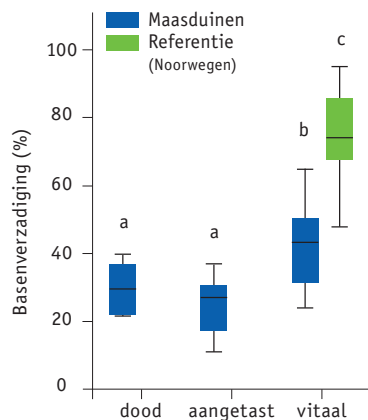 Maasduinen
Referentie
(Noorwegen)
Basenverzadiging (%)
100
80
60
40
20
0
a
a
b
c
dood aangetast vitaal